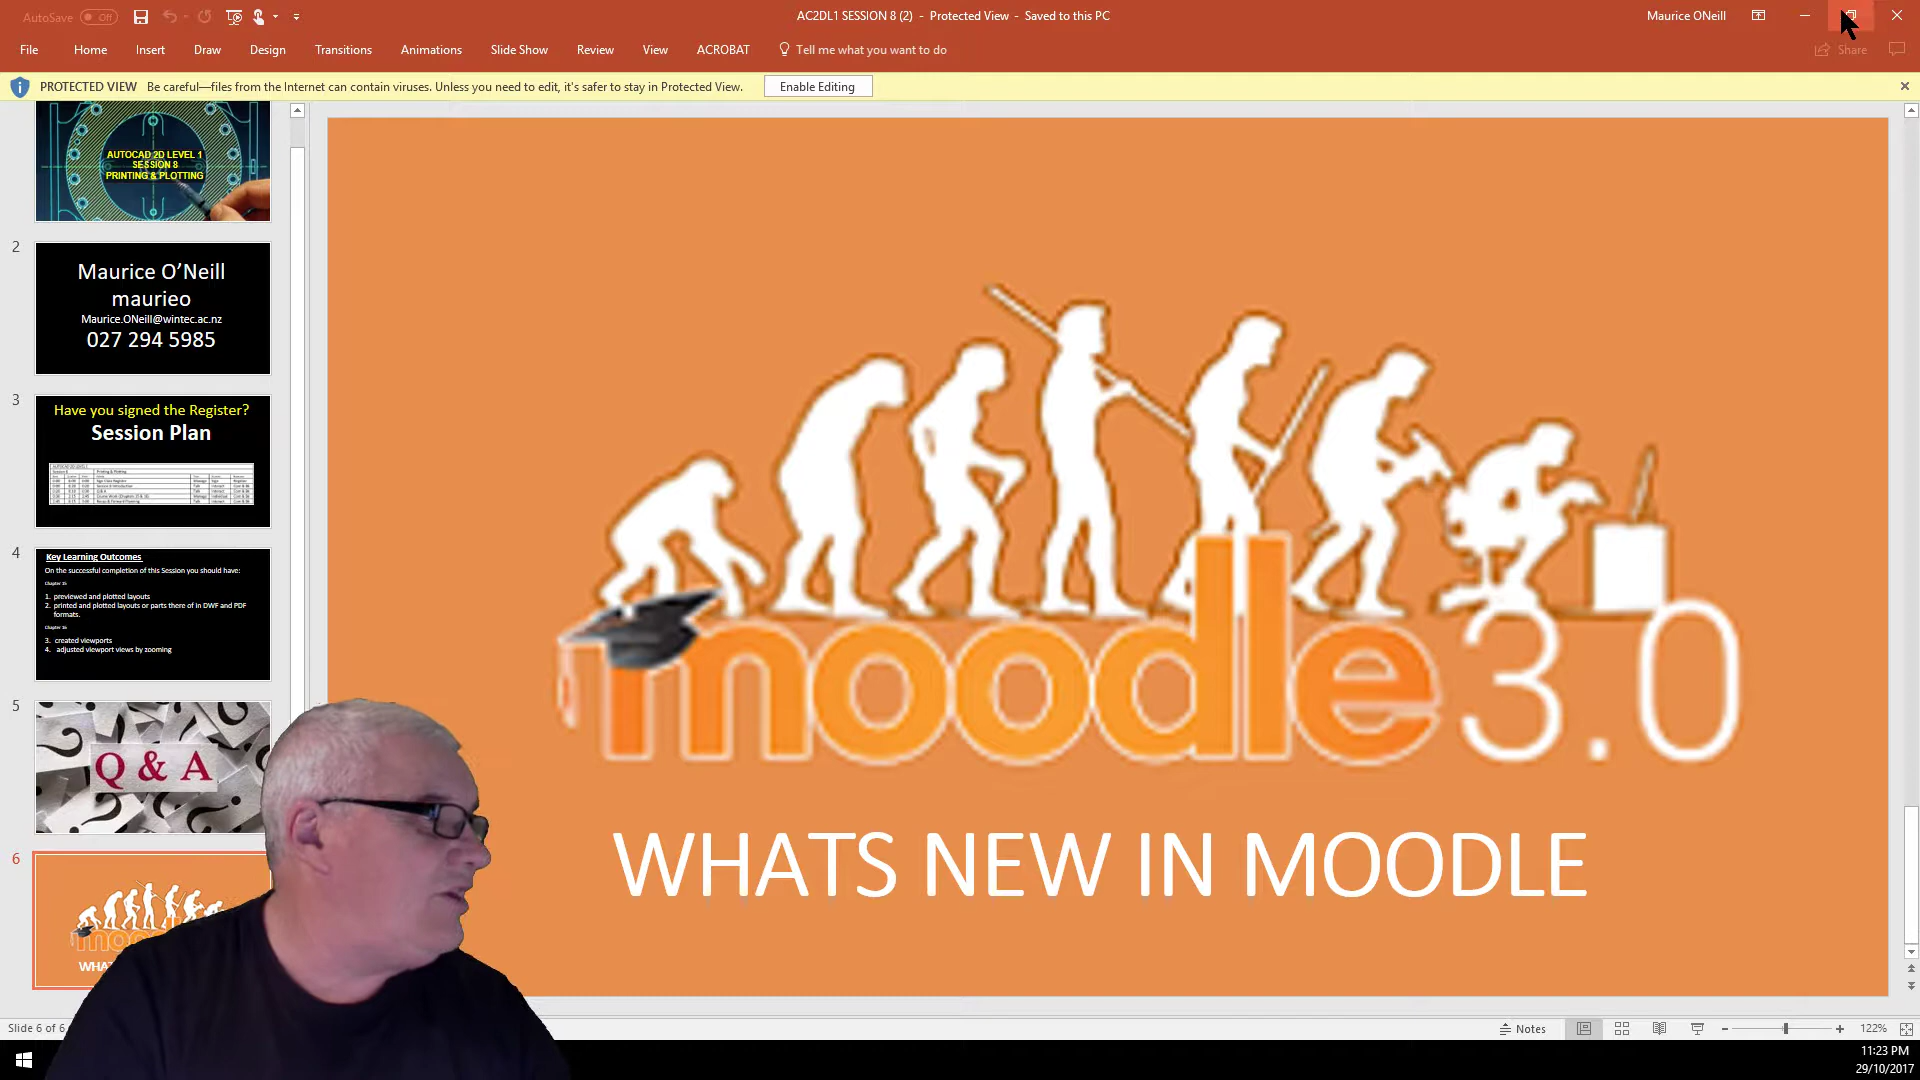 AutoSave Off
AC2DL1 SESSION 8 (2) - Protected View - Saved to this PC
Maurice ONeill
File Home Insert Draw Design Transitions Animations Slide Show Review View ACROBAT Tell me what you want to do
Share
PROTECTED VIEW Be careful—files from the Internet can contain viruses. Unless you need to edit, it's safer to stay in Protected View. Enable Editing
AUTOCAD 2D LEVEL 1
SESSION 8
PRINTING & PLOTTING
2
Maurice O’Neill
maurieo
Maurice.ONeill@wintec.ac.nz
027 294 5985
3
Have you signed the Register?
Session Plan
4
Key Learning Outcomes
On the successful completion of this Session you should have:
Chapter 15
1. previewed and plotted layouts
2. printed and plotted layouts or parts there of in DWF and PDF
formats.
Chapter 16
3. created viewports
4. adjusted viewport views by zooming
5
Q & A
6
moodle 3.0
WHATS NEW IN MOODLE
Slide 6 of 6
Notes
122%
11:23 PM
29/10/2017